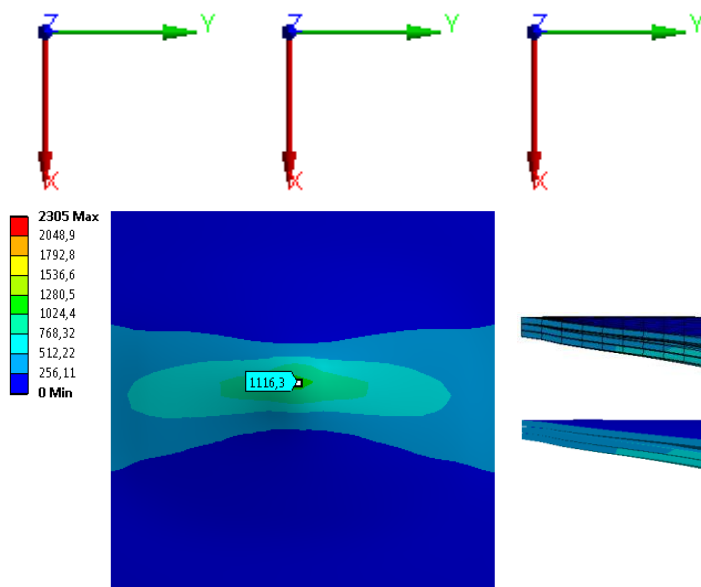 Z Y Z Y Z Y
X X X
2305 Max
2048,9
1792,8
1536,6
1280,5
1024,4
768,32
512,22
256,11
0 Min
1116,3